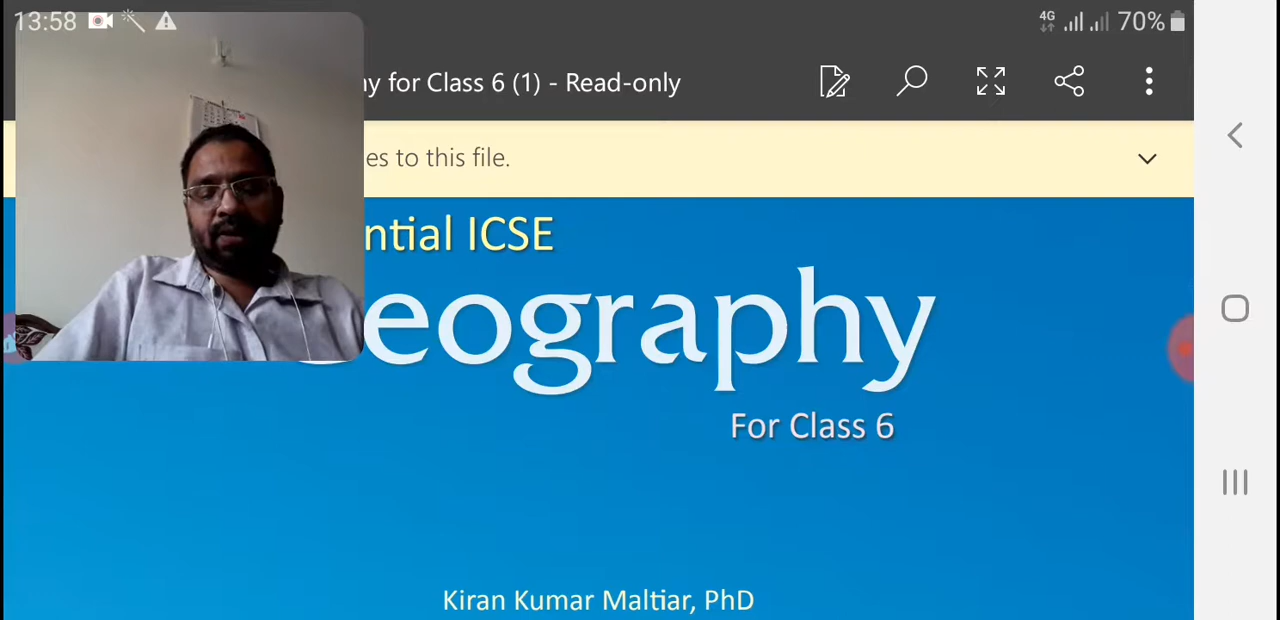 13:58
4G
70%
y for Class 6 (1) - Read-only
es to this file.
ntial ICSE
eography
For Class 6
Kiran Kumar Maltiar, PhD